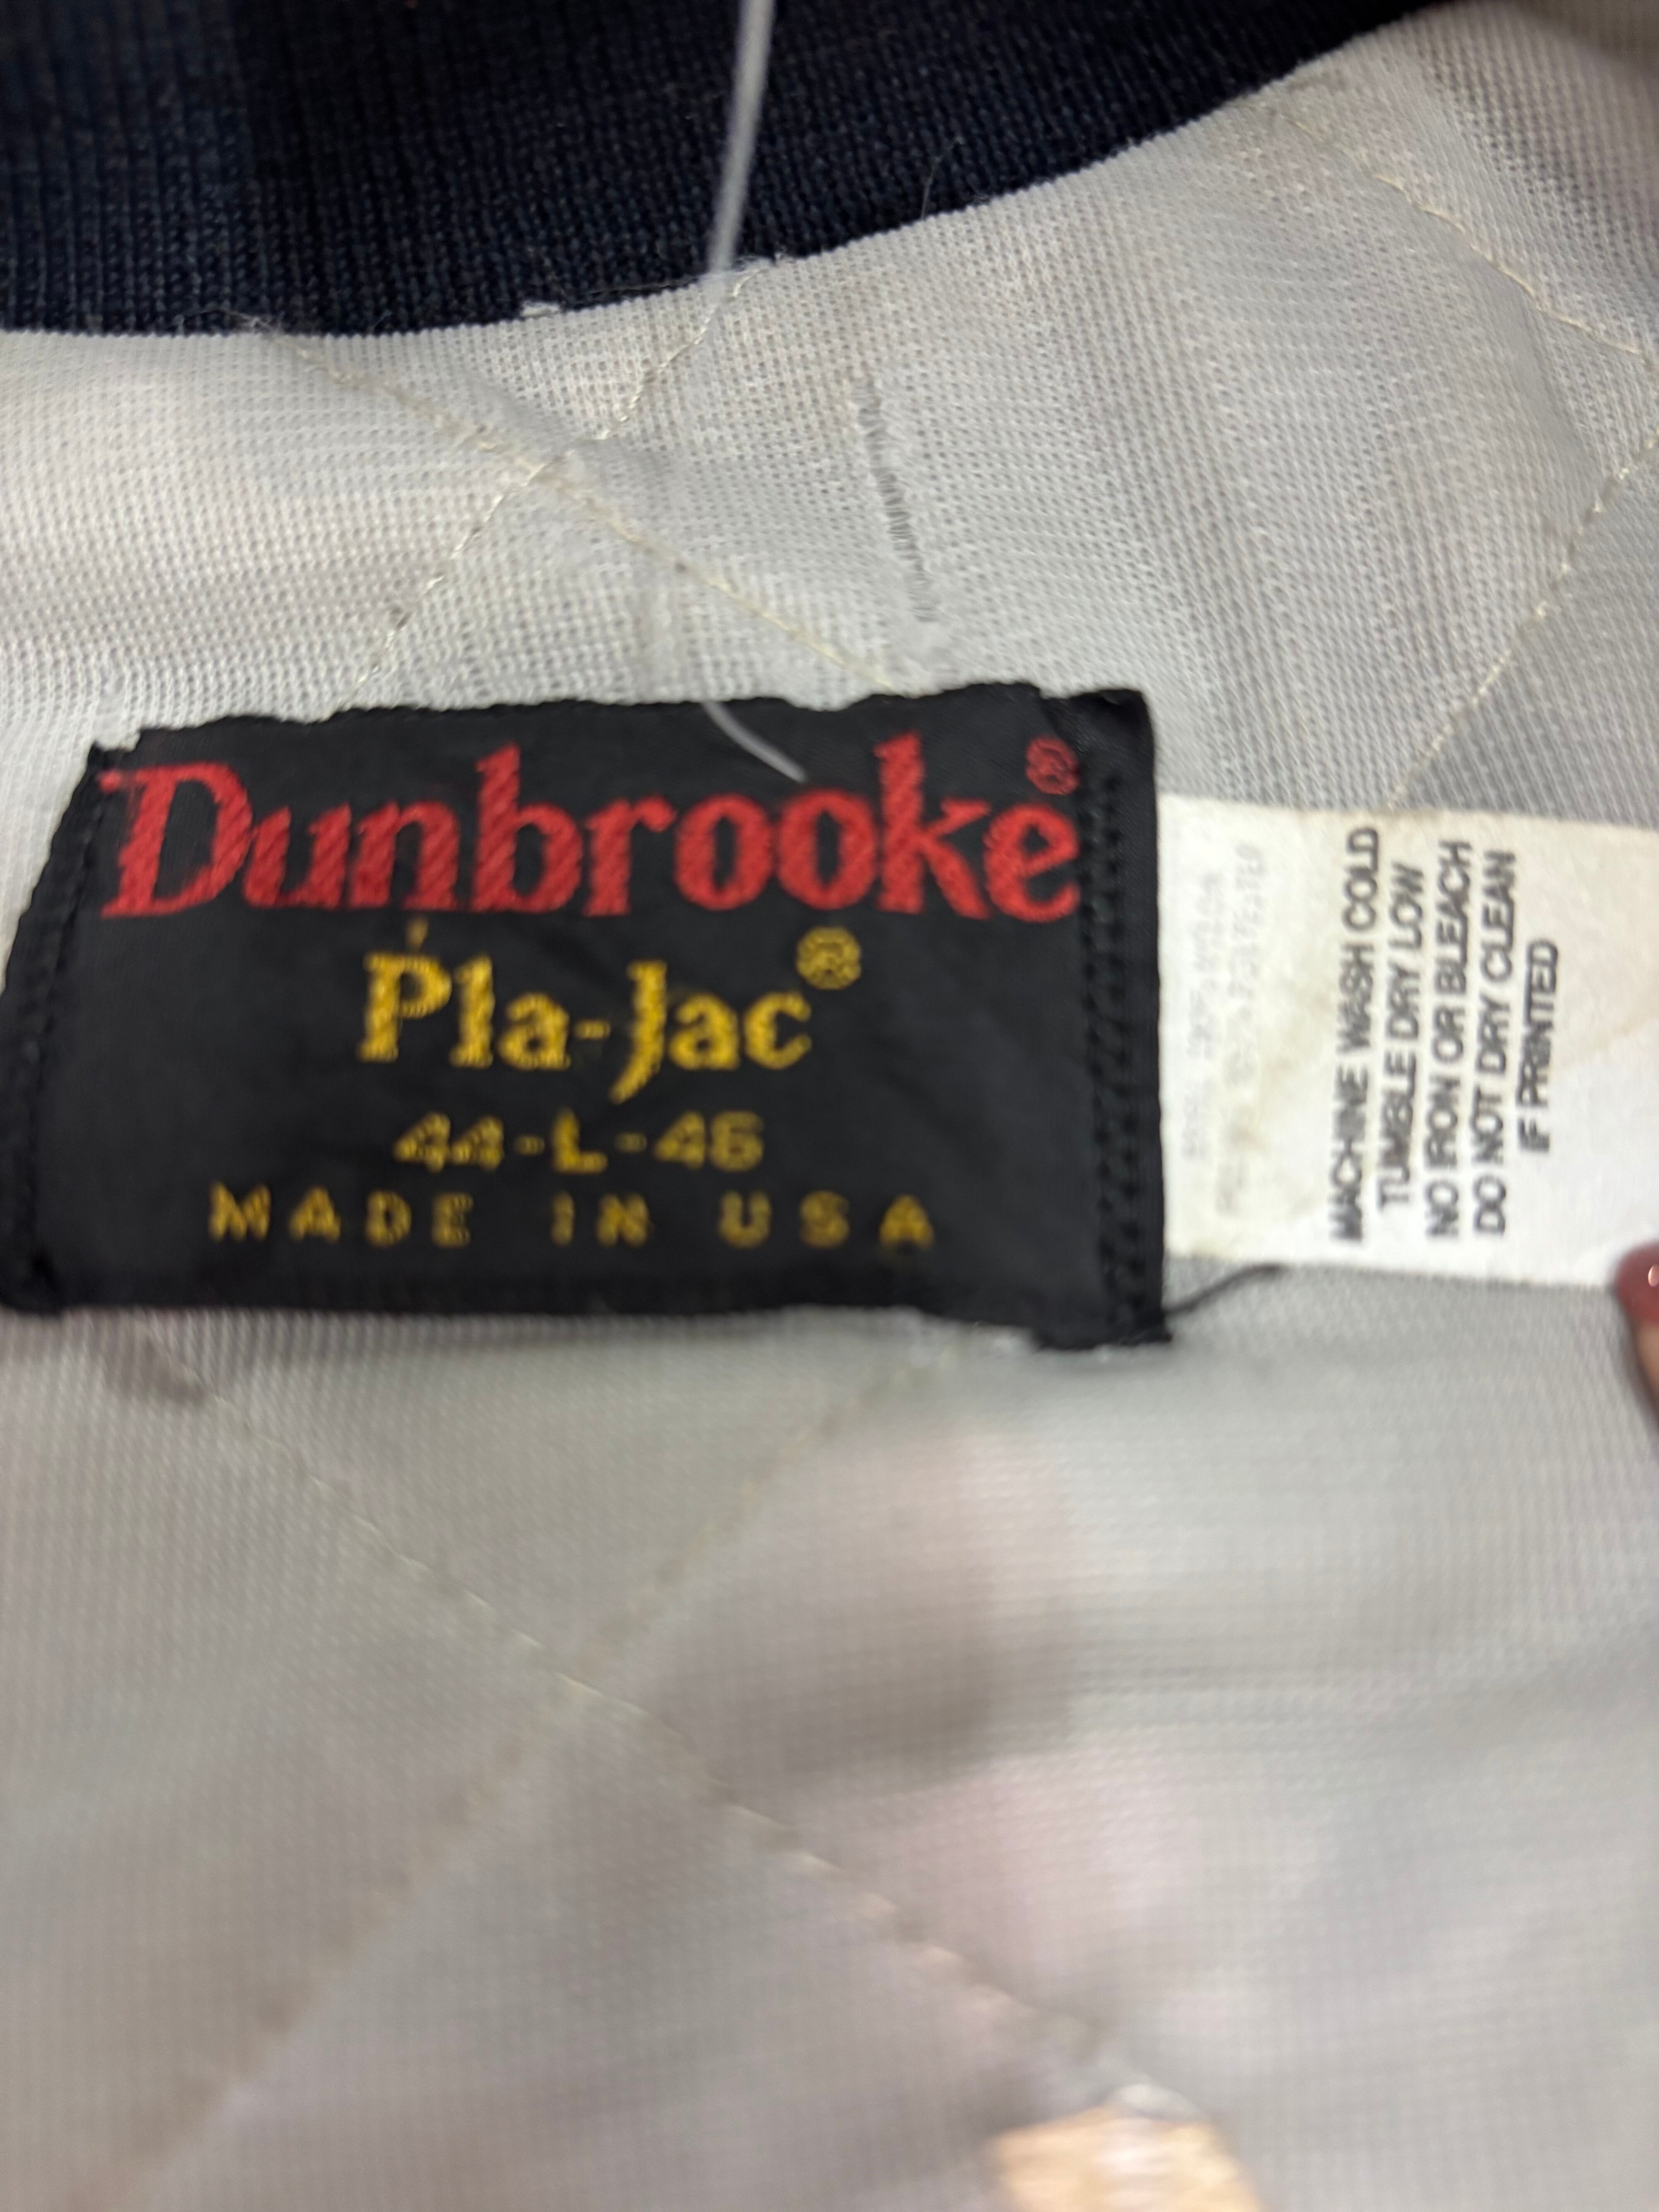 Dunbrooke®
Pla-Jac®
44-L-46
MADE IN USA
MACHINE WASH COLD
TUMBLE DRY LOW
NO IRON OR BLEACH
DO NOT DRY CLEAN
IF PRINTED